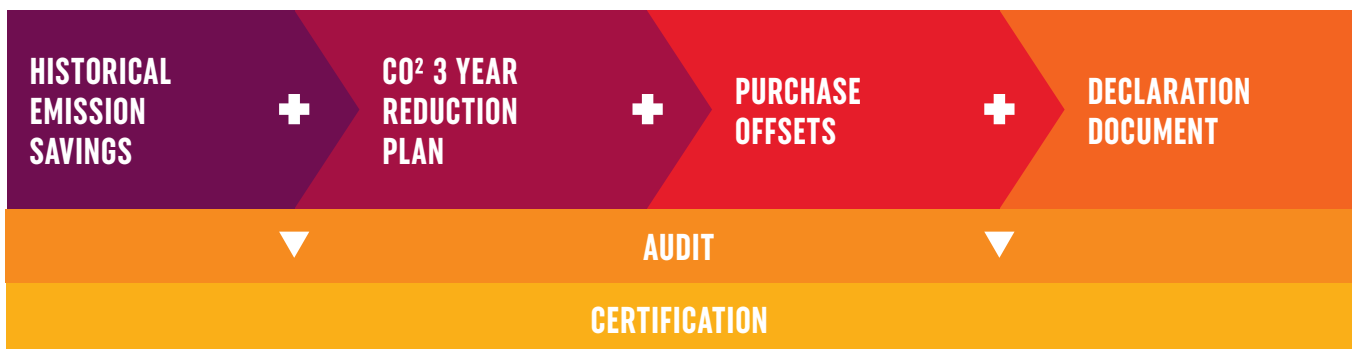 HISTORICAL
EMISSION
SAVINGS
CO² 3 YEAR
REDUCTION
PLAN
PURCHASE
OFFSETS
DECLARATION
DOCUMENT
AUDIT
CERTIFICATION